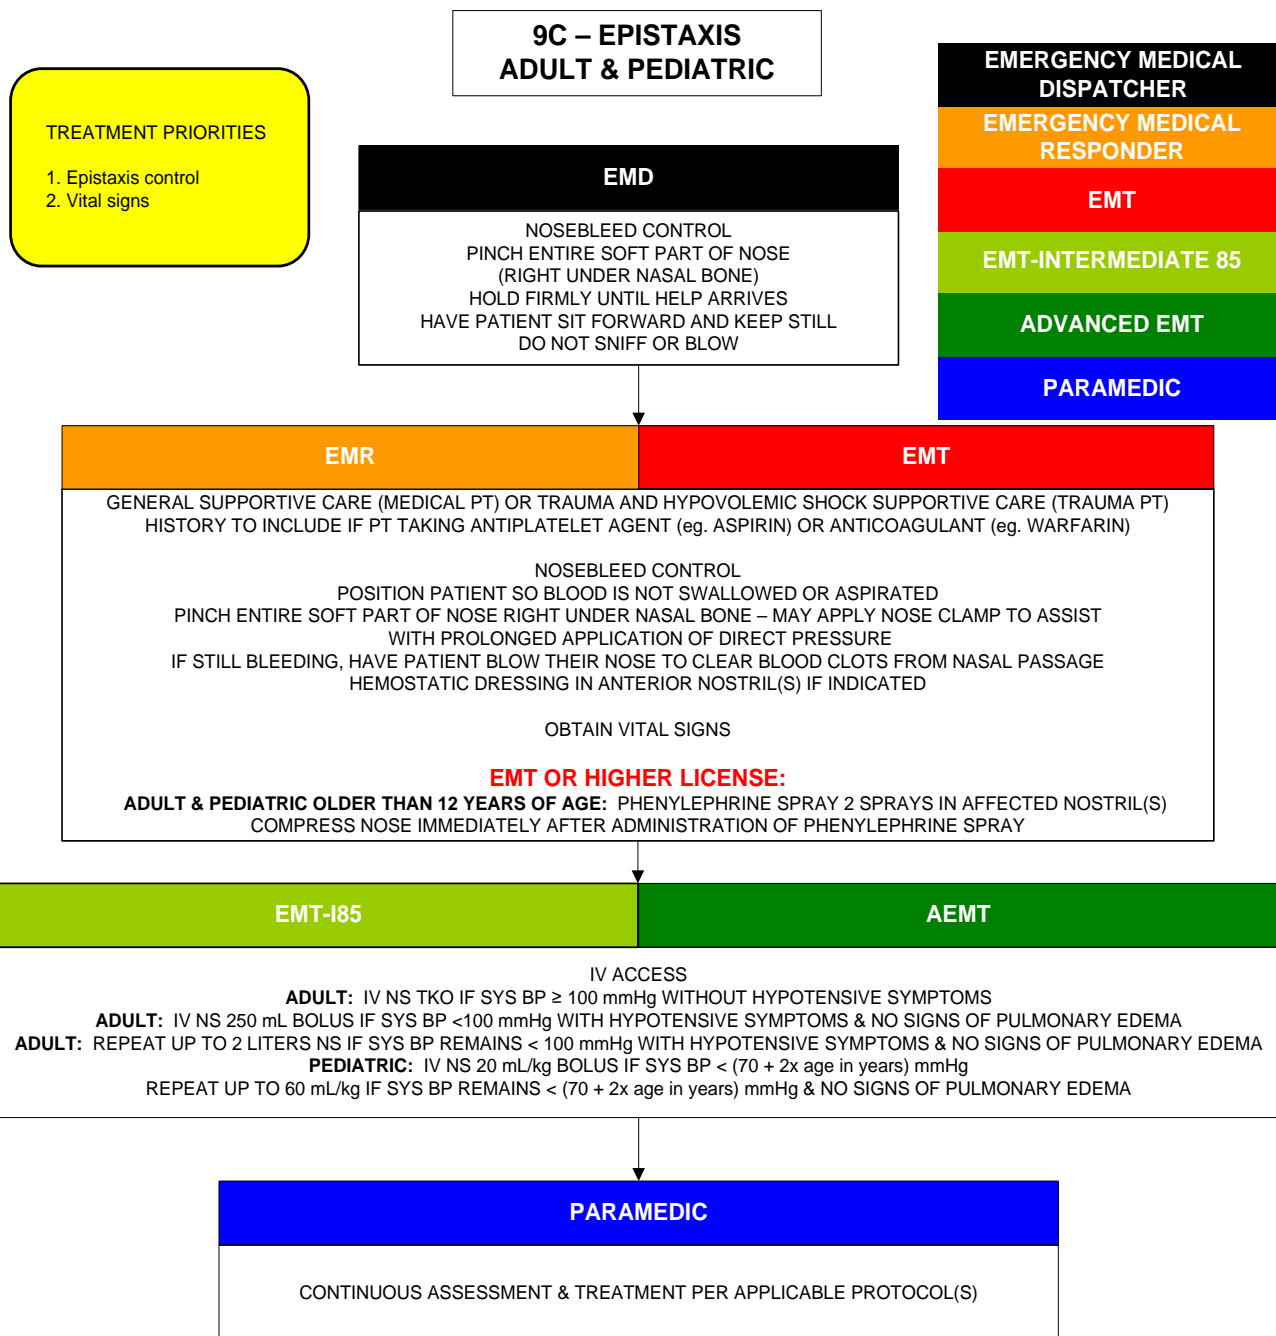 9C – EPISTAXIS
ADULT & PEDIATRIC
TREATMENT PRIORITIES
1. Epistaxis control
2. Vital signs
EMERGENCY MEDICAL
DISPATCHER
EMERGENCY MEDICAL
RESPONDER
EMT
EMT-INTERMEDIATE 85
ADVANCED EMT
PARAMEDIC
EMD
NOSEBLEED CONTROL
PINCH ENTIRE SOFT PART OF NOSE
(RIGHT UNDER NASAL BONE)
HOLD FIRMLY UNTIL HELP ARRIVES
HAVE PATIENT SIT FORWARD AND KEEP STILL
DO NOT SNIFF OR BLOW
EMR
EMT
GENERAL SUPPORTIVE CARE (MEDICAL PT) OR TRAUMA AND HYPOVOLEMIC SHOCK SUPPORTIVE CARE (TRAUMA PT)
HISTORY TO INCLUDE IF PT TAKING ANTIPLATELET AGENT (eg. ASPIRIN) OR ANTICOAGULANT (eg. WARFARIN)
NOSEBLEED CONTROL
POSITION PATIENT SO BLOOD IS NOT SWALLOWED OR ASPIRATED
PINCH ENTIRE SOFT PART OF NOSE RIGHT UNDER NASAL BONE – MAY APPLY NOSE CLAMP TO ASSIST
WITH PROLONGED APPLICATION OF DIRECT PRESSURE
IF STILL BLEEDING, HAVE PATIENT BLOW THEIR NOSE TO CLEAR BLOOD CLOTS FROM NASAL PASSAGE
HEMOSTATIC DRESSING IN ANTERIOR NOSTRIL(S) IF INDICATED
OBTAIN VITAL SIGNS
EMT OR HIGHER LICENSE:
ADULT & PEDIATRIC OLDER THAN 12 YEARS OF AGE: PHENYLEPHRINE SPRAY 2 SPRAYS IN AFFECTED NOSTRIL(S)
COMPRESS NOSE IMMEDIATELY AFTER ADMINISTRATION OF PHENYLEPHRINE SPRAY
EMT-I85
AEMT
IV ACCESS
ADULT: IV NS TKO IF SYS BP ≥ 100 mmHg WITHOUT HYPOTENSIVE SYMPTOMS
ADULT: IV NS 250 mL BOLUS IF SYS BP <100 mmHg WITH HYPOTENSIVE SYMPTOMS & NO SIGNS OF PULMONARY EDEMA
ADULT: REPEAT UP TO 2 LITERS NS IF SYS BP REMAINS < 100 mmHg WITH HYPOTENSIVE SYMPTOMS & NO SIGNS OF PULMONARY EDEMA
PEDIATRIC: IV NS 20 mL/kg BOLUS IF SYS BP < (70 + 2x age in years) mmHg
REPEAT UP TO 60 mL/kg IF SYS BP REMAINS < (70 + 2x age in years) mmHg & NO SIGNS OF PULMONARY EDEMA
PARAMEDIC
CONTINUOUS ASSESSMENT & TREATMENT PER APPLICABLE PROTOCOL(S)